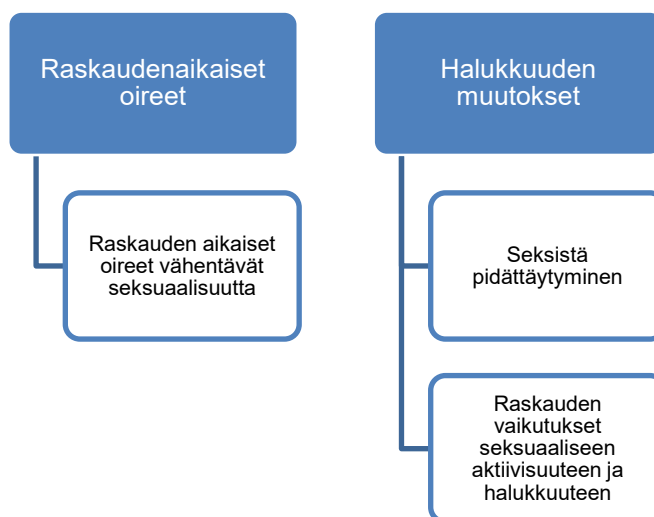 Raskaudenaikaiset
oireet
Raskauden aikaiset
oireet vähentävät
seksuaalisuutta
Halukkuuden
muutokset
Seksistä
pidättäytyminen
Raskauden
vaikutukset
seksuaaliseen
aktiivisuuteen ja
halukkuuteen